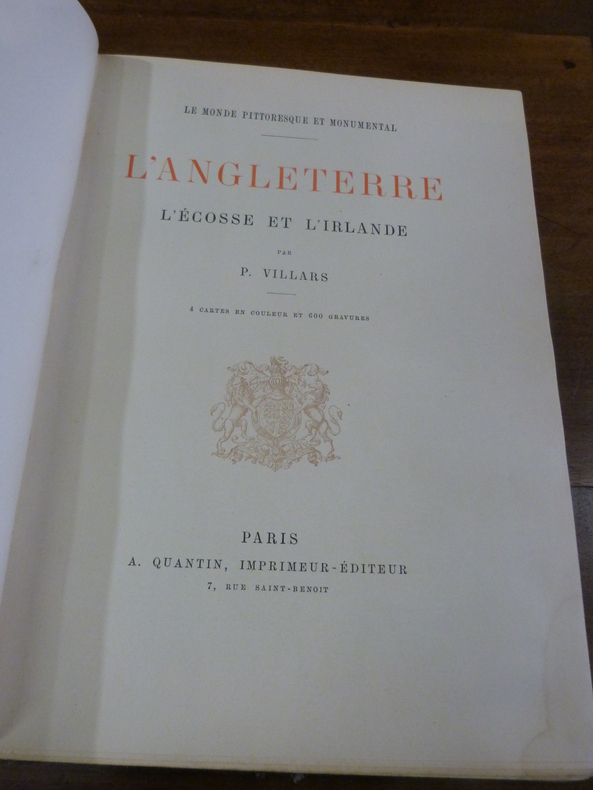 LE MONDE PITTORESQUE ET MONUMENTAL
L'ANGLETERRE
L'ÉCOSSE ET L'IRLANDE
PAR
P. VILLARS
4 CARTES EN COULEUR ET 600 GRAVURES
PARIS
A. QUANTIN, IMPRIMEUR-ÉDITEUR
7, RUE SAINT-BENOIT